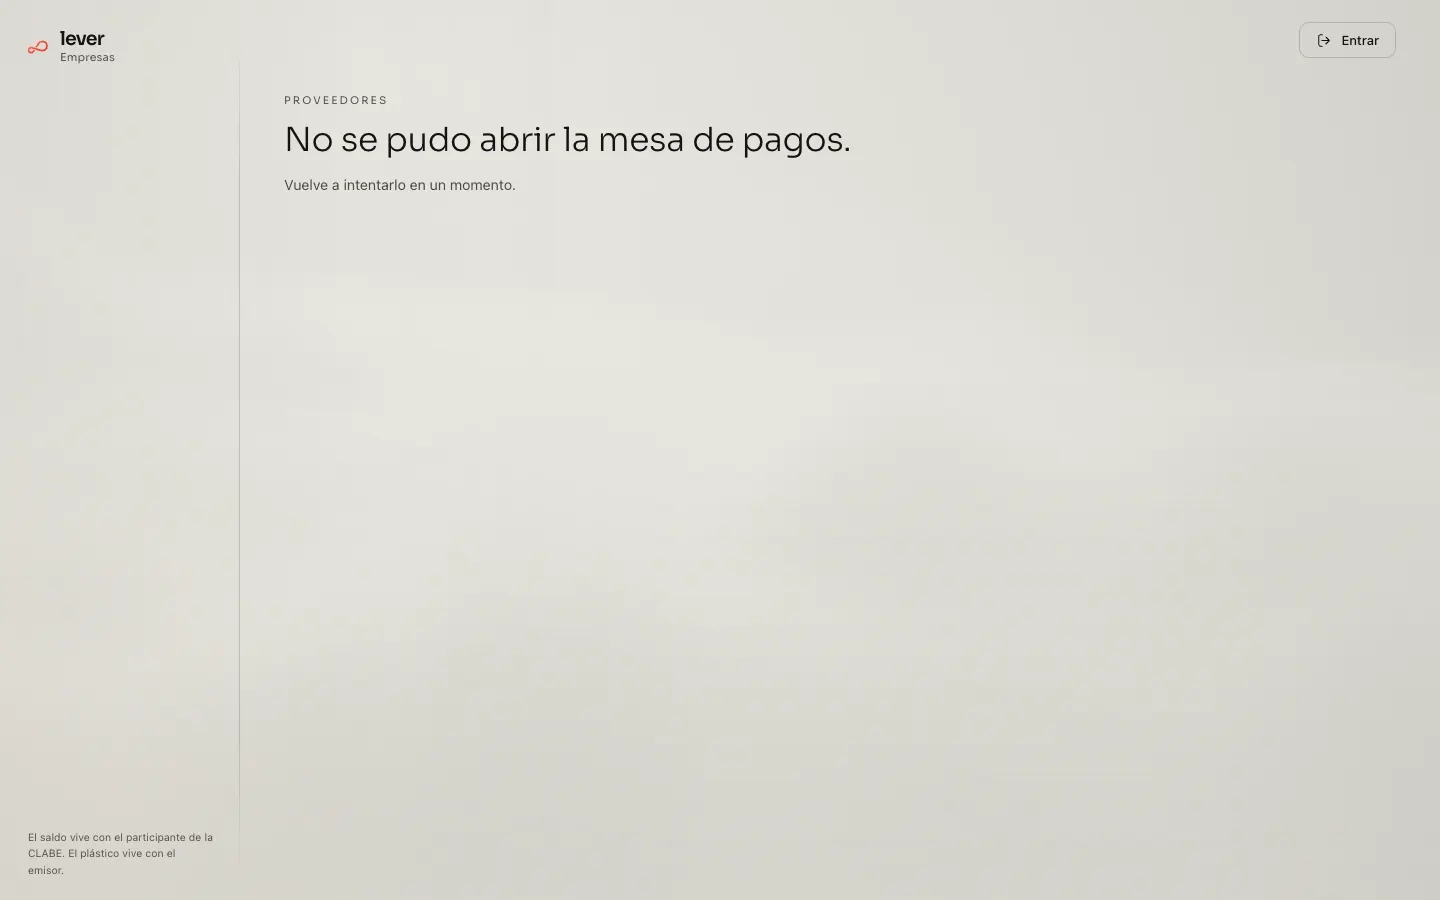 lever
Empresas
Entrar
PROVEEDORES
No se pudo abrir la mesa de pagos.
Vuelve a intentarlo en un momento.
El saldo vive con el participante de la
CLABE. El plástico vive con el
emisor.